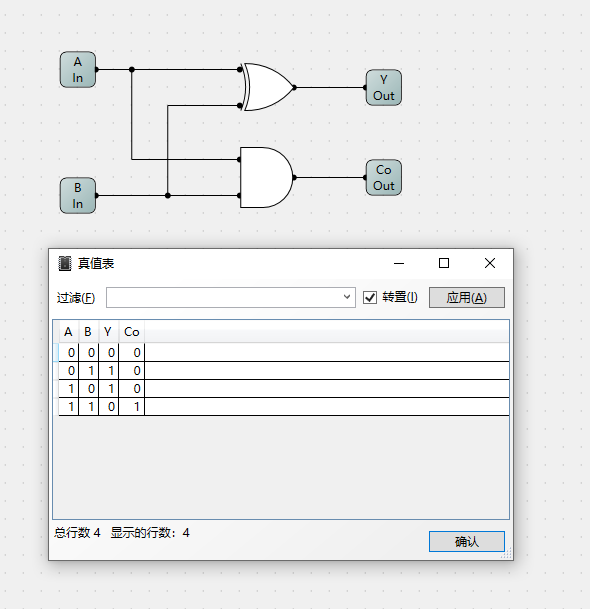 A
In
Y
Out
B
In
Co
Out
真值表
过滤(F)
转置(I)
应用(A)
A B Y Co
0 0 0 0
0 1 1 0
1 0 1 0
1 1 0 1
总行数 4 显示的行数：4
确认